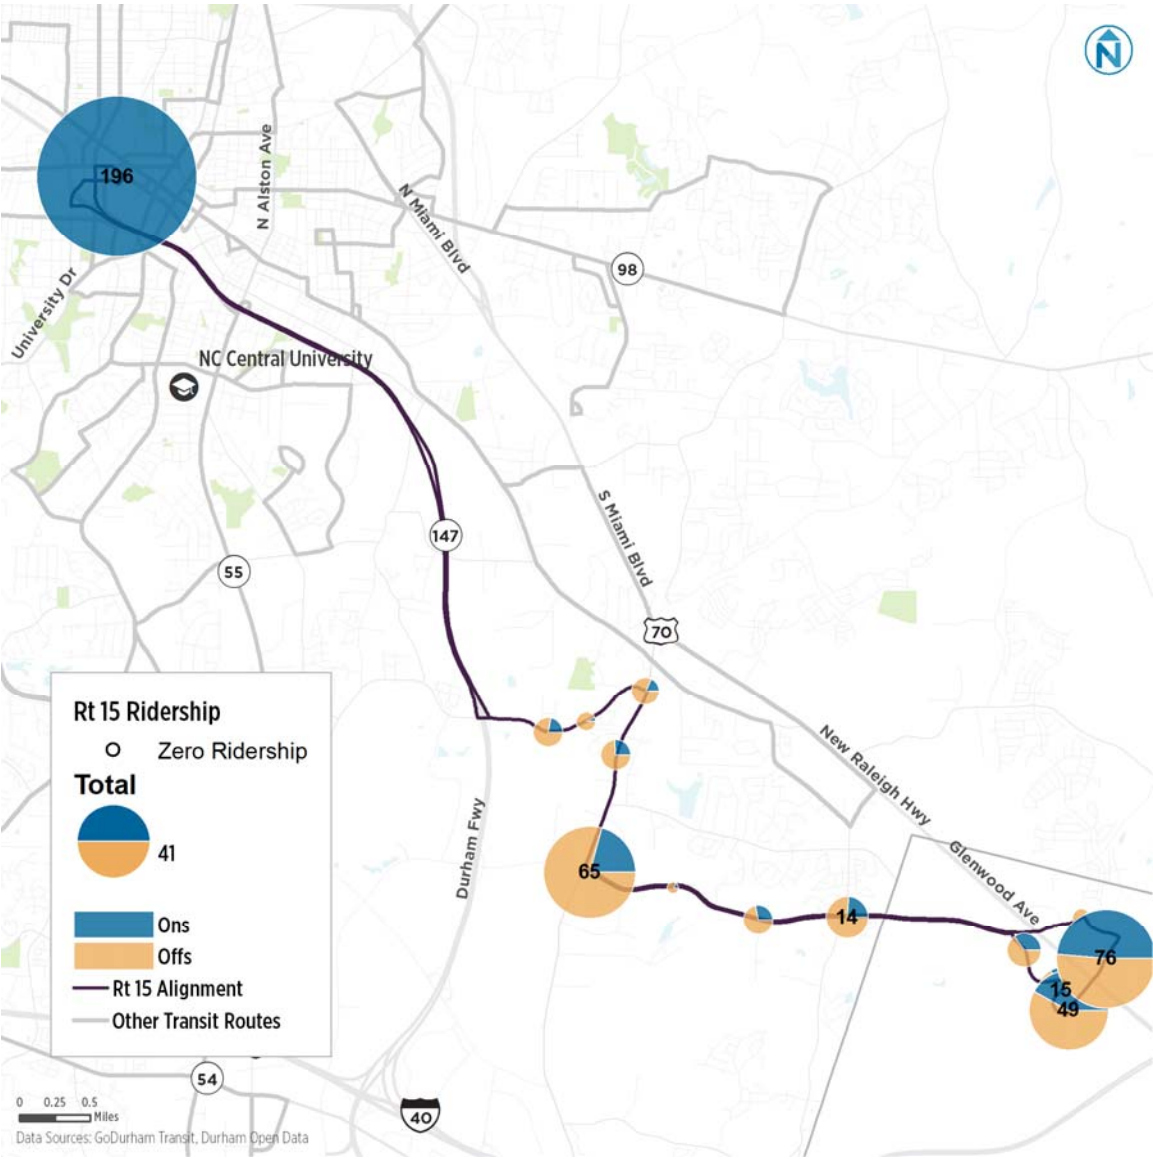 N
196
N Alston Ave
N Miami Blvd
98
University Dr
NC Central University
S Miami Blvd
147
55
70
Rt 15 Ridership
Zero Ridership
Total
41
Ons
Offs
Rt 15 Alignment
Other Transit Routes
New Raleigh Hwy
Durham Fwy
Glenwood Ave
65
14
76
15
49
54
40
0 0.25 0.5
Miles
Data Sources: GoDurham Transit, Durham Open Data